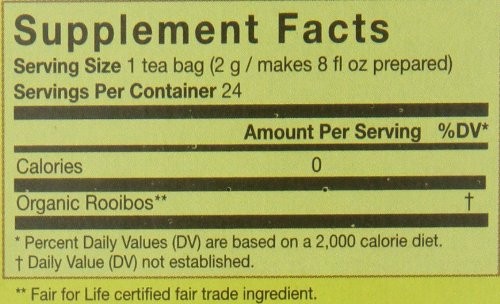 Supplement Facts
Serving Size 1 tea bag (2 g / makes 8 fl oz prepared)
Servings Per Container 24
Amount Per Serving %DV*
Calories 0
Organic Rooibos** †
* Percent Daily Values (DV) are based on a 2,000 calorie diet.
† Daily Value (DV) not established.
** Fair for Life certified fair trade ingredient.